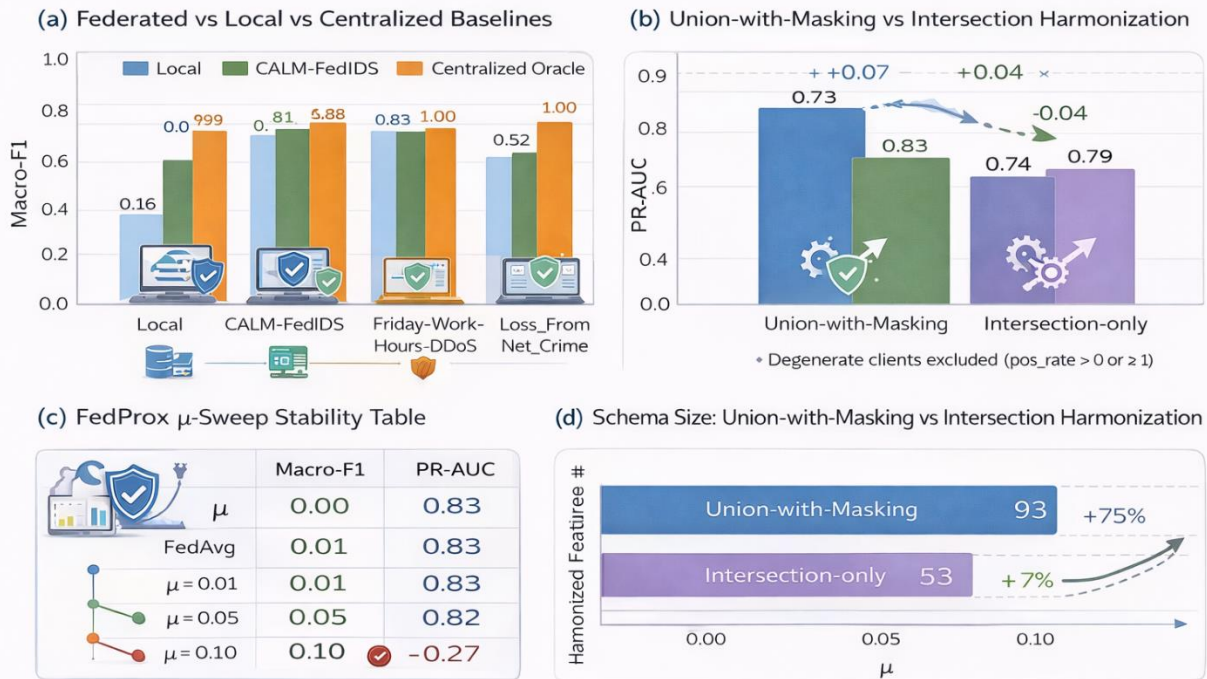 (a) Federated vs Local vs Centralized Baselines
1.0
Local CALM-FedIDS Centralized Oracle
0.8
0.6
0.4
0.2
0.0
Macro-F1
0.16 0.0 999
0. 81. 5.88
0.83 1.00
0.52 1.00
Local CALM-FedIDS Friday-Work-Hours-DDoS Loss_From
Net_Crime
(b) Union-with-Masking vs Intersection Harmonization
0.9
0.8
.6
0.4
0.0
PR-AUC
++0.07 +0.04 ×
0.73 -0.04
0.83 0.74 0.79
Union-with-Masking Intersection-only
Degenerate clients excluded (pos_rate > 0 or ≥ 1)
(c) FedProx μ-Sweep Stability Table
Macro-F1 PR-AUC
μ 0.00 0.83
FedAvg 0.01 0.83
μ = 0.01 0.01 0.83
μ = 0.05 0.05 0.82
μ = 0.10 0.10 -0.27
(d) Schema Size: Union-with-Masking vs Intersection Harmonization
Harmonized Featuree #
Union-with-Masking 93 +75%
Intersection-only 53 +7%
0.00 0.05 0.10
μ